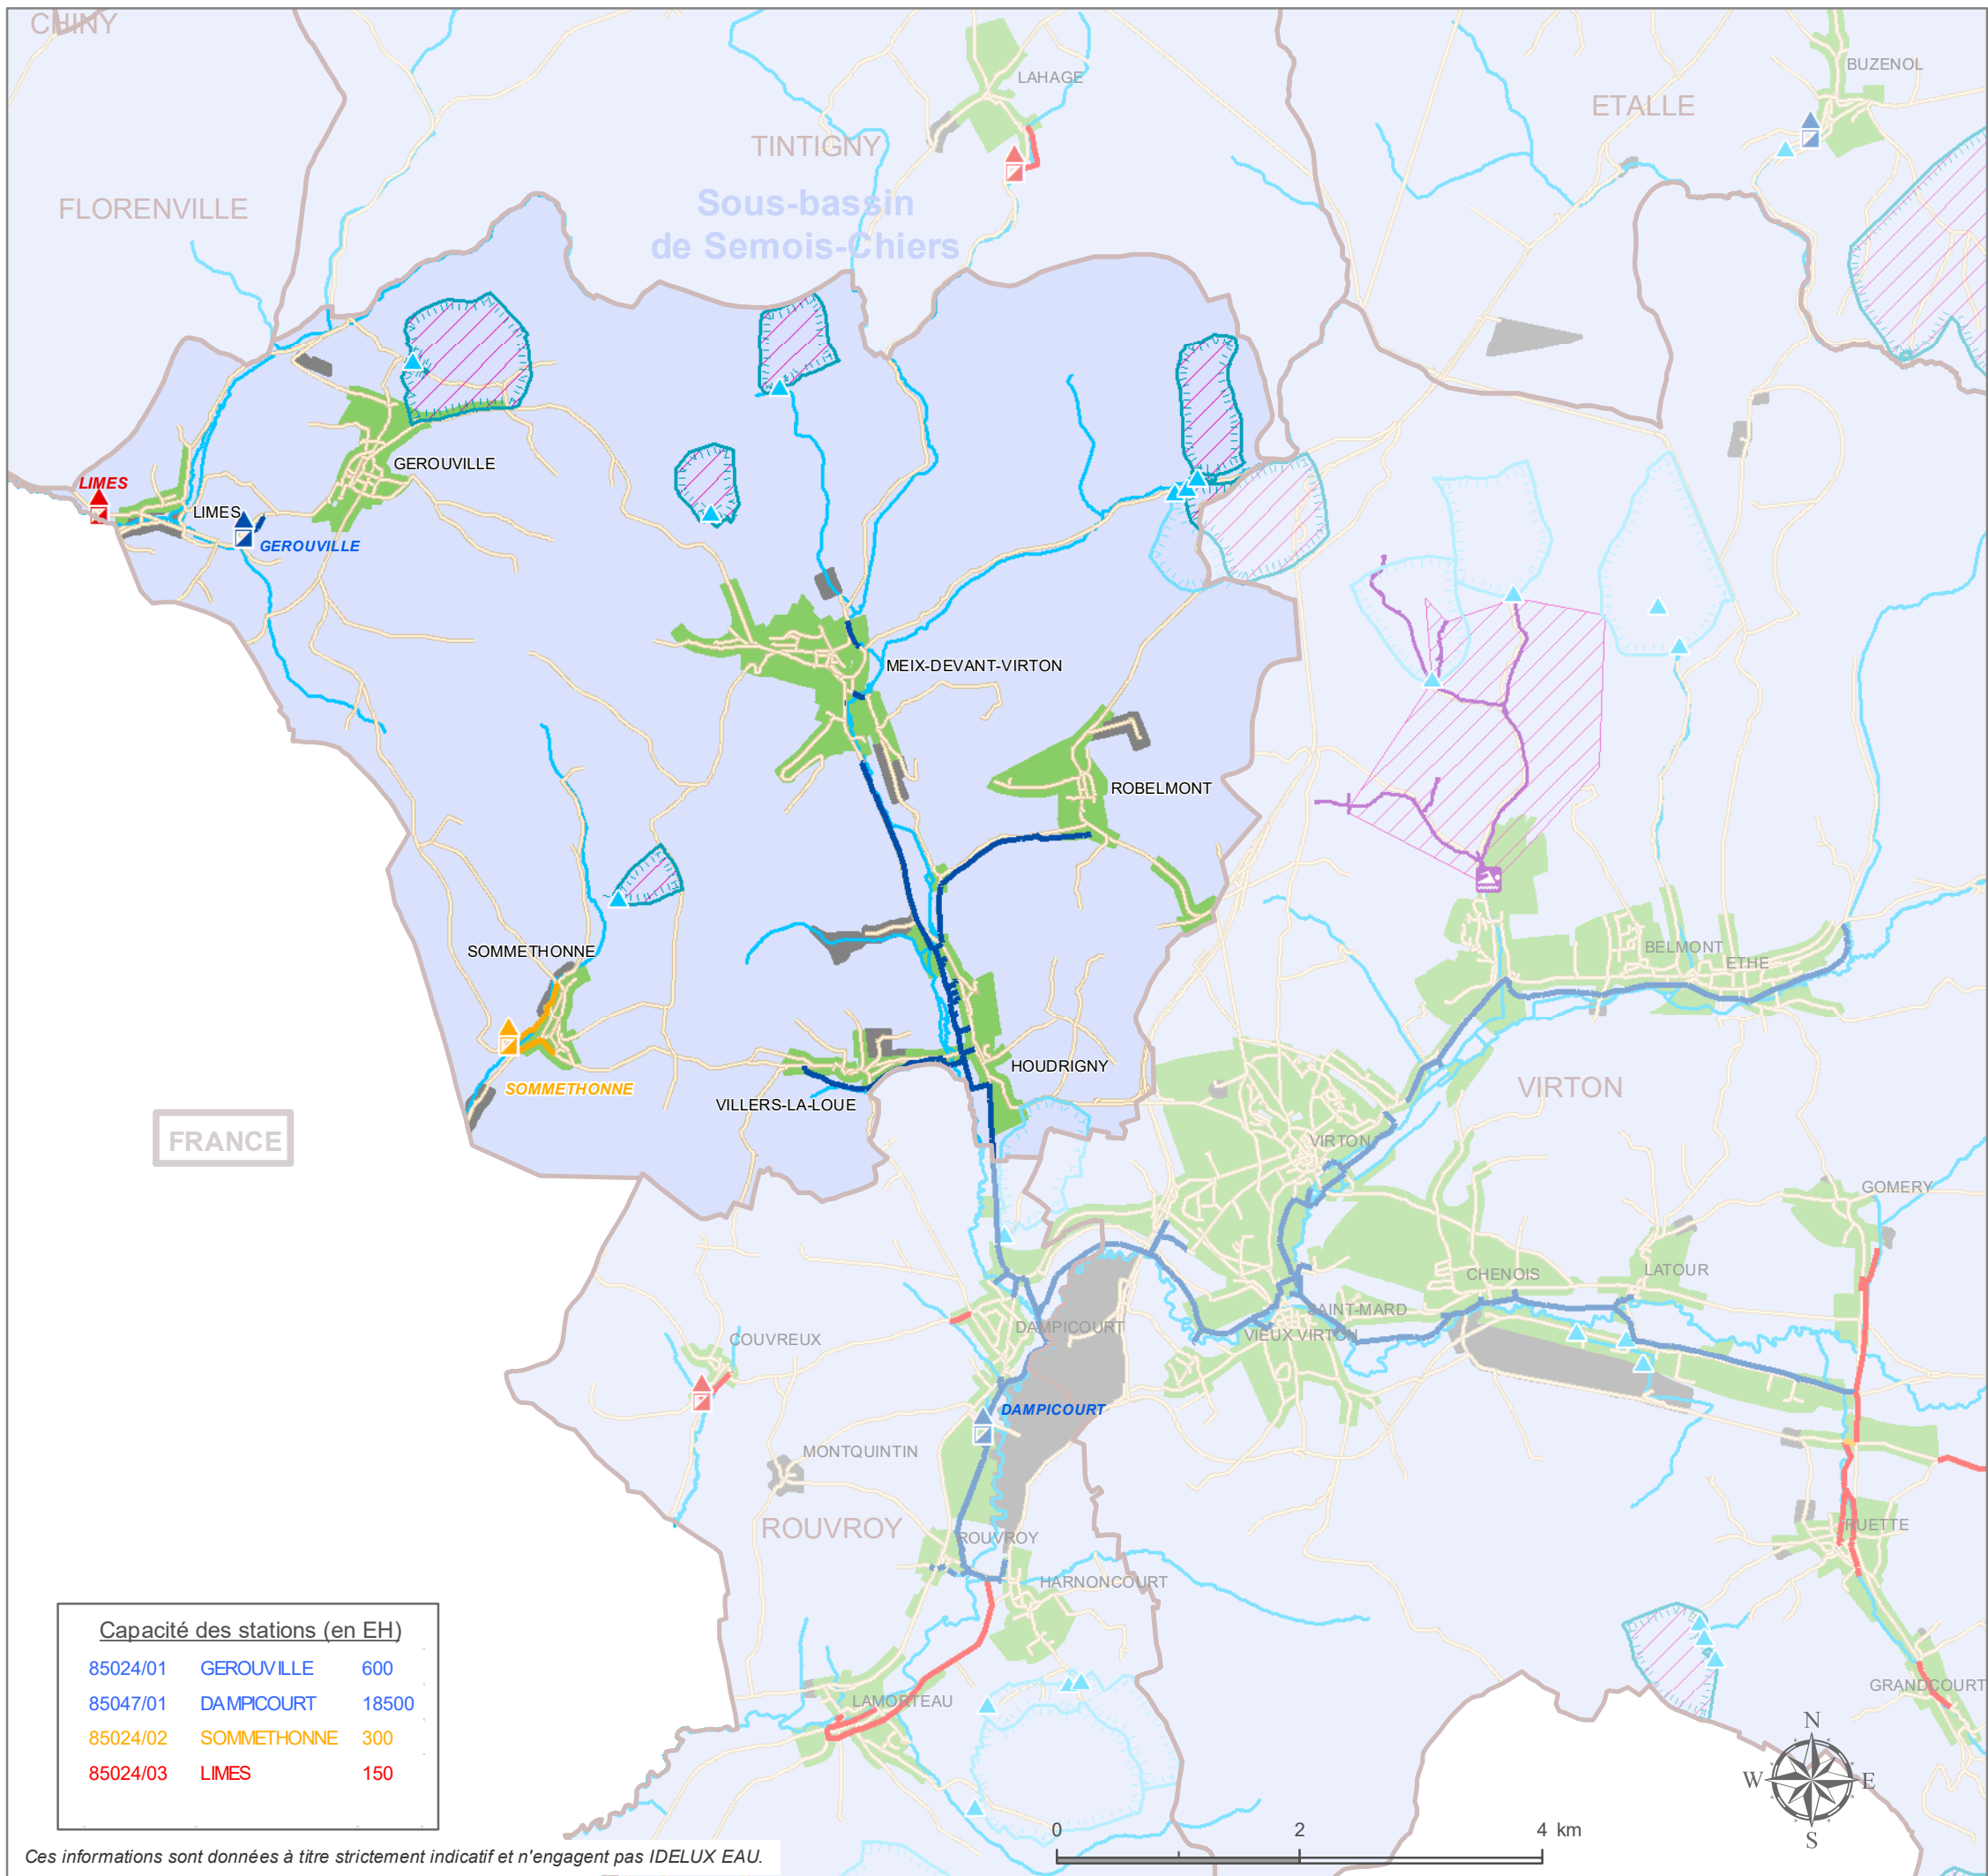 CHINY
LAHAGE
BUZENOL
ETALLE
TINTIGNY
FLORENVILLE
Sous-bassin
de Semois-Chiers
GEROUVILLE
LIMES
LIMES
GEROUVILLE
MEIX-DEVANT-VIRTON
ROBELMONT
SOMMETHONNE
BELMONT
ETHE
HOUDRIGNY
SOMMETHONNE
VILLERS-LA-LOUE
VIRTON
FRANCE
VIRTON
GOMERY
CHENOIS
LATOUR
SAINT-MARD
DAMPICOURT
VIEUX VIRTON
COUVREUX
DAMPICOURT
MONTQUINTIN
ROUVROY
RUETTE
ROUVROY
HARNONCOURT
GRANDCOURT
LAMORTEAU
Capacité des stations (en EH)
85024/01 GEROUVILLE 600
85047/01 DAMPICOURT 18500
85024/02 SOMMETHONNE 300
85024/03 LIMES 150
N
W E
S
0 2 4 km
Ces informations sont données à titre strictement indicatif et n'engagent pas IDELUX EAU.